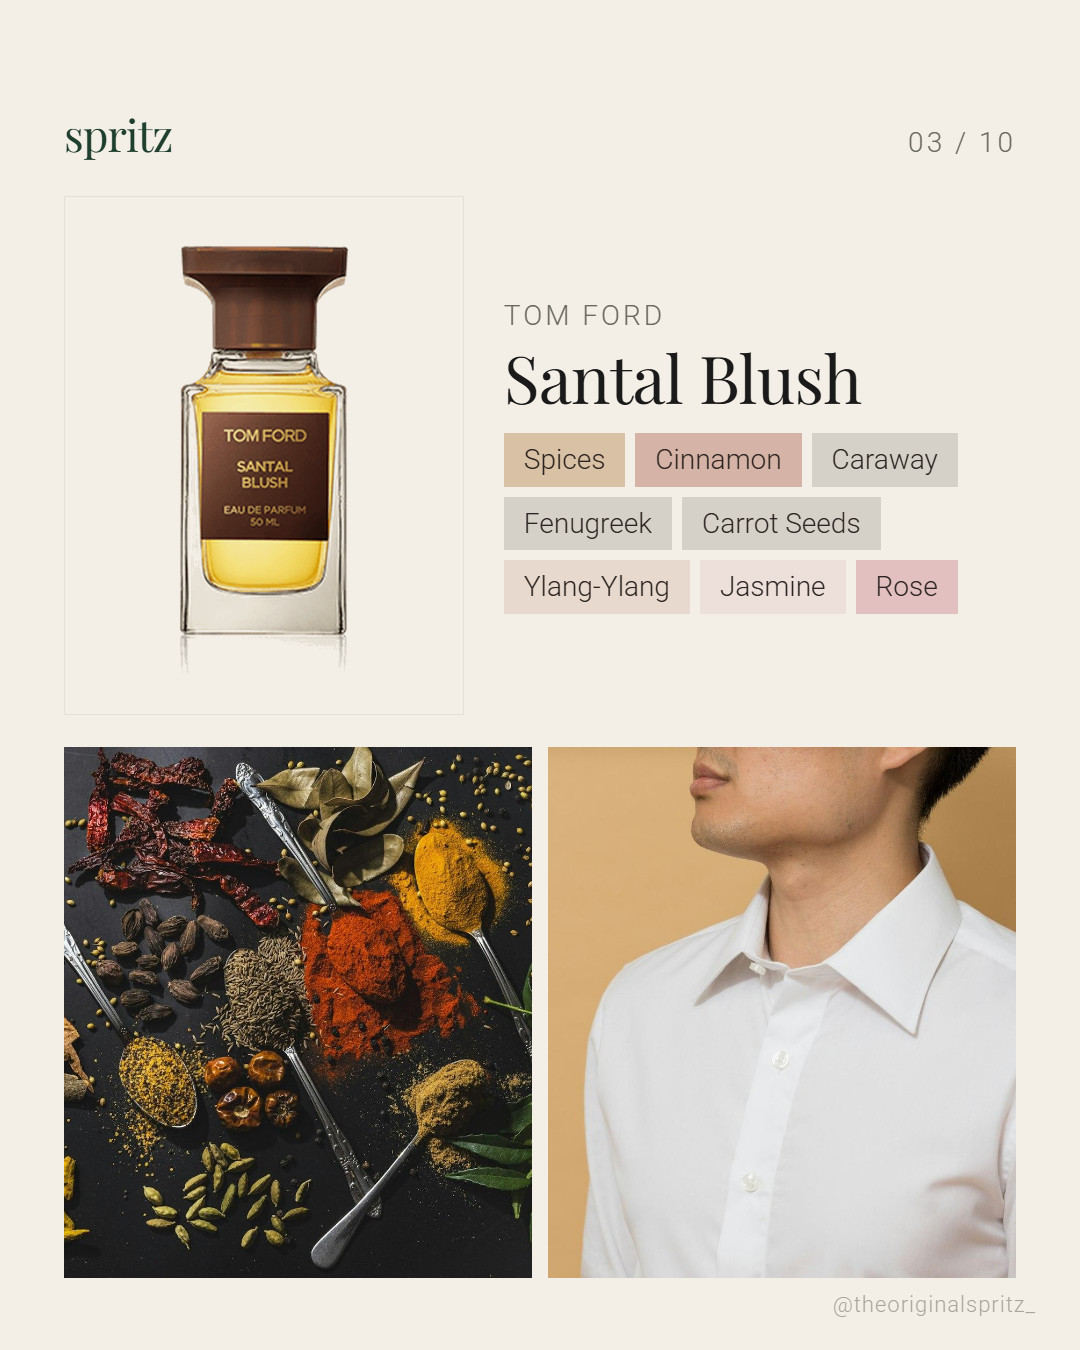 spritz
03 / 10
TOM FORD
SANTAL
BLUSH
EAU DE PARFUM
50 ML
TOM FORD
Santal Blush
Spices Cinnamon Caraway
Fenugreek Carrot Seeds
Ylang-Ylang Jasmine Rose
@theoriginalspritz_